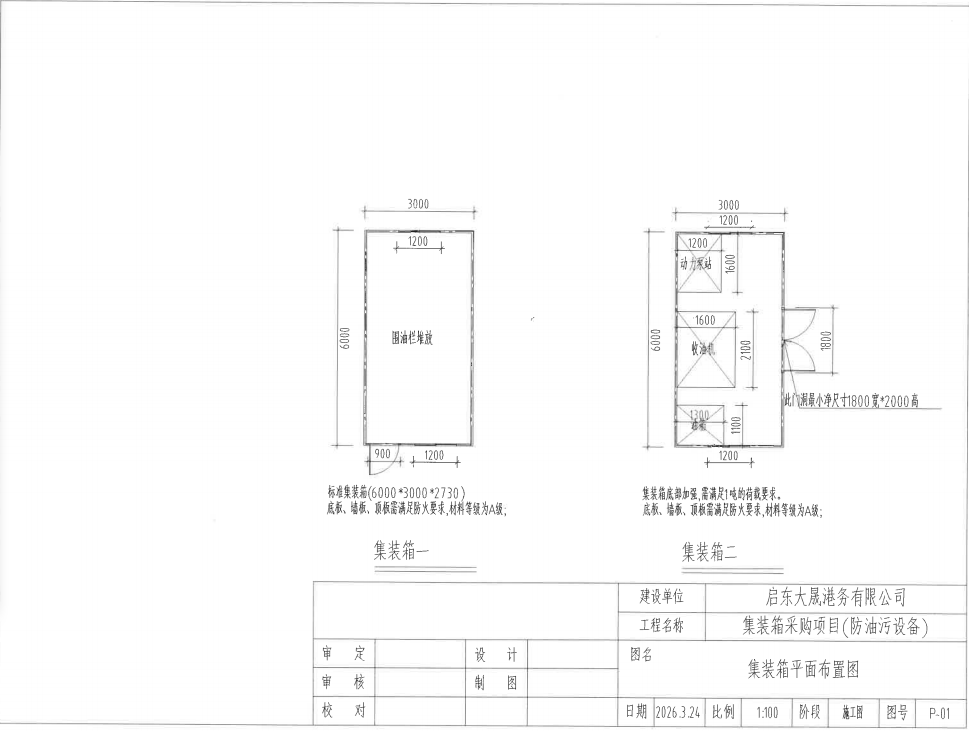 3000
1200
6000
围油栏堆放
900
1200
标准集装箱(6000*3000*2730)
底板、墙板、顶板需满足防火要求,材料等级为A级;
集装箱一
3000
1200
1200
动力泵站
1600
6000
1600
收油机
2100
1800
此门洞最小净尺寸1800宽*2000高
1300
1100
1200
集装箱底部加强,需满足1吨的荷载要求。
底板、墙板、顶板需满足防火要求,材料等级为A级;
集装箱二
建设单位 启东大晟港务有限公司
工程名称 集装箱采购项目(防油污设备)
审 定 设 计 图名
审 核 制 图 集装箱平面布置图
校 对 日期 2026.3.24 比例 1:100 阶段 施工图 图号 P-01